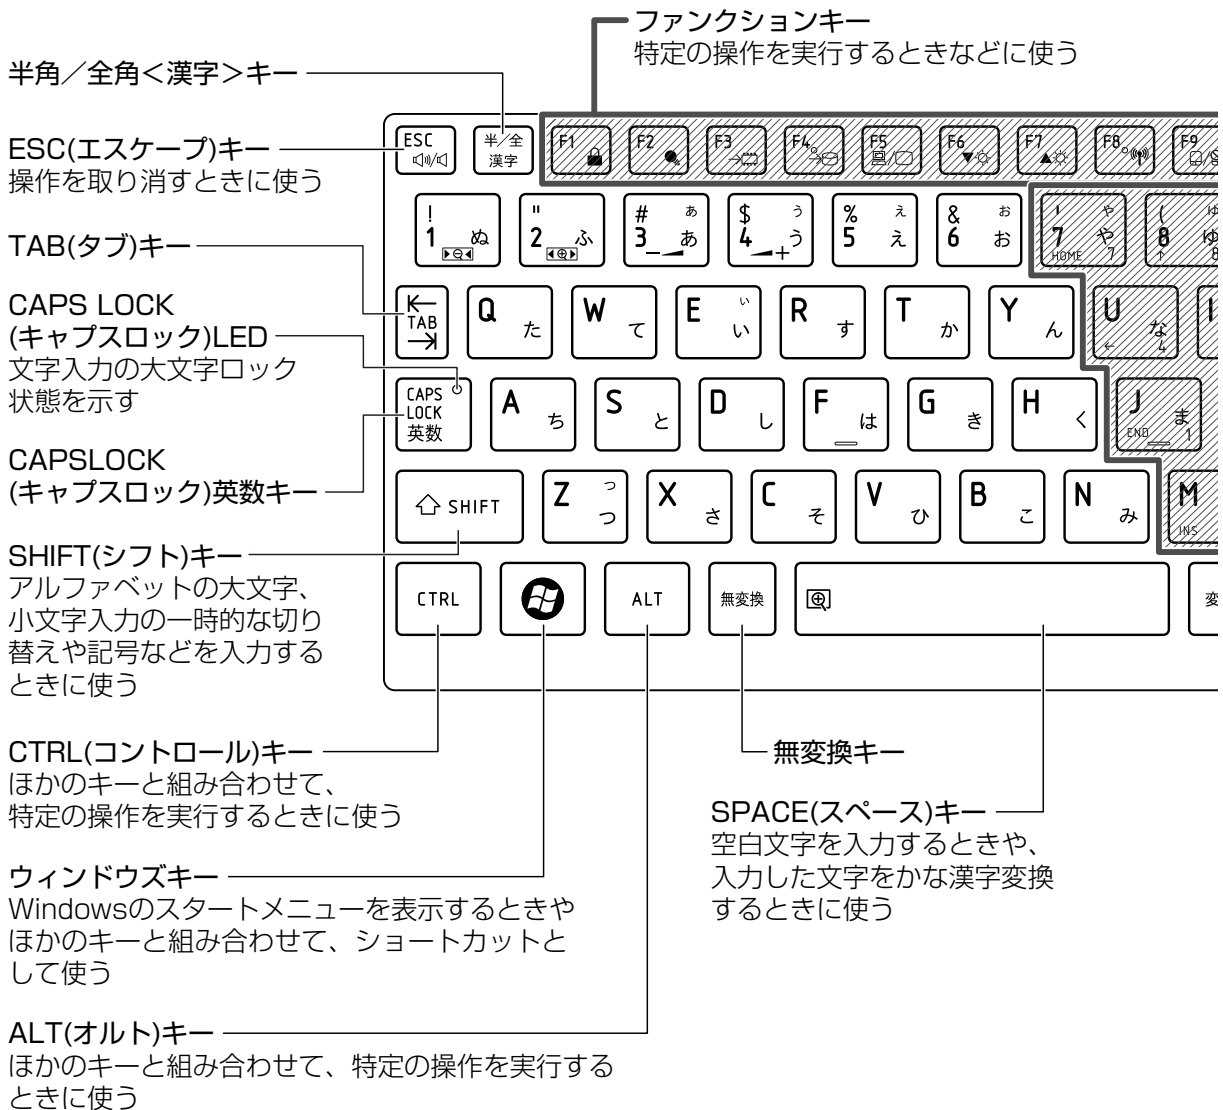 ファンクションキー
特定の操作を実行するときなどに使う
半角／全角＜漢字＞キー
ESC(エスケープ)キー
操作を取り消すときに使う
TAB(タブ)キー
CAPS LOCK
(キャプスロック)LED
文字入力の大文字ロック
状態を示す
CAPSLOCK
(キャプスロック)英数キー
SHIFT(シフト)キー
アルファベットの大文字、
小文字入力の一時的な切り
替えや記号などを入力する
ときに使う
CTRL(コントロール)キー
ほかのキーと組み合わせて、
特定の操作を実行するときに使う
ウィンドウズキー
Windowsのスタートメニューを表示するときや
ほかのキーと組み合わせて、ショートカットと
して使う
ALT(オルト)キー
ほかのキーと組み合わせて、特定の操作を実行する
ときに使う
無変換キー
SPACE(スペース)キー
空白文字を入力するときや、
入力した文字をかな漢字変換
するときに使う
ESC 半／全 F1 F2 F3 F4 F5 F6 F7 F8 F9
漢字
! " # ぁ $ ぅ % ぇ & ぉ ' ゃ ( ゅ
1 ぬ 2 ふ 3 あ 4 う 5 え 6 お 7 や 8 ゆ
HOME 7 ↑ 8
TAB Q た W て E ぃ い R す T か Y ん U な I
← 4
CAPS LOCK 英数 A ち S と D し F は G き H く J ま
END 1
SHIFT Z っ つ X さ C そ V ひ B こ N み M
INS
CTRL ALT 無変換 変